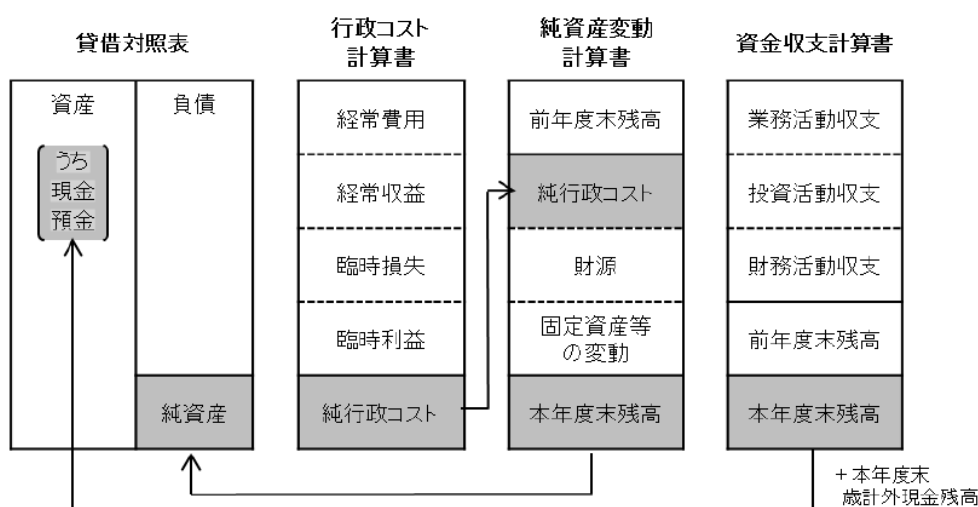 貸借対照表
資産
負債
うち
現金
預金
純資産
行政コスト
計算書
経常費用
経常収益
臨時損失
臨時利益
純行政コスト
純資産変動
計算書
前年度末残高
純行政コスト
財源
固定資産等
の変動
本年度末残高
資金収支計算書
業務活動収支
投資活動収支
財務活動収支
前年度末残高
本年度末残高
+本年度末
歳計外現金残高